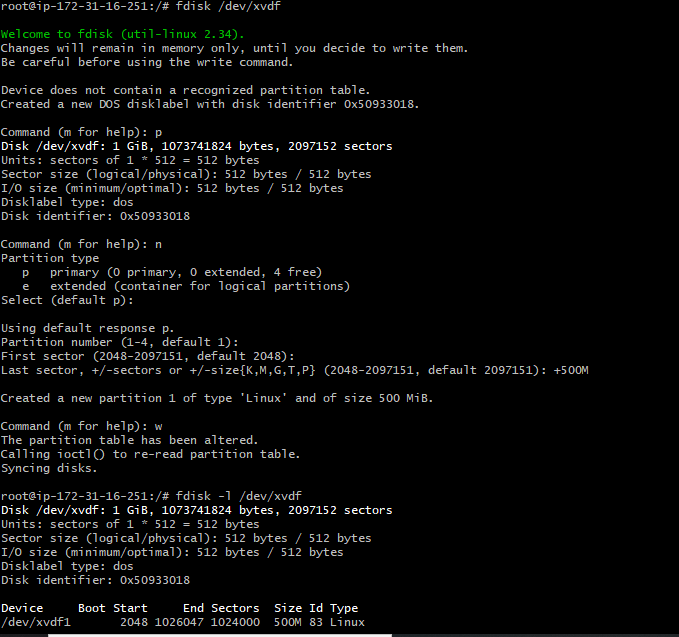 root@ip-172-31-16-251:/# fdisk /dev/xvdf
Welcome to fdisk (util-linux 2.34).
Changes will remain in memory only, until you decide to write them.
Be careful before using the write command.
Device does not contain a recognized partition table.
Created a new DOS disklabel with disk identifier 0x50933018.
Command (m for help): p
Disk /dev/xvdf: 1 GiB, 1073741824 bytes, 2097152 sectors
Units: sectors of 1 * 512 = 512 bytes
Sector size (logical/physical): 512 bytes / 512 bytes
I/O size (minimum/optimal): 512 bytes / 512 bytes
Disklabel type: dos
Disk identifier: 0x50933018
Command (m for help): n
Partition type
   p   primary (0 primary, 0 extended, 4 free)
   e   extended (container for logical partitions)
Select (default p):
Using default response p.
Partition number (1-4, default 1):
First sector (2048-2097151, default 2048):
Last sector, +/-sectors or +/-size{K,M,G,T,P} (2048-2097151, default 2097151): +500M
Created a new partition 1 of type 'Linux' and of size 500 MiB.
Command (m for help): w
The partition table has been altered.
Calling ioctl() to re-read partition table.
Syncing disks.
root@ip-172-31-16-251:/# fdisk -l /dev/xvdf
Disk /dev/xvdf: 1 GiB, 1073741824 bytes, 2097152 sectors
Units: sectors of 1 * 512 = 512 bytes
Sector size (logical/physical): 512 bytes / 512 bytes
I/O size (minimum/optimal): 512 bytes / 512 bytes
Disklabel type: dos
Disk identifier: 0x50933018
Device     Boot Start     End Sectors  Size Id Type
/dev/xvdf1       2048 1026047 1024000  500M 83 Linux